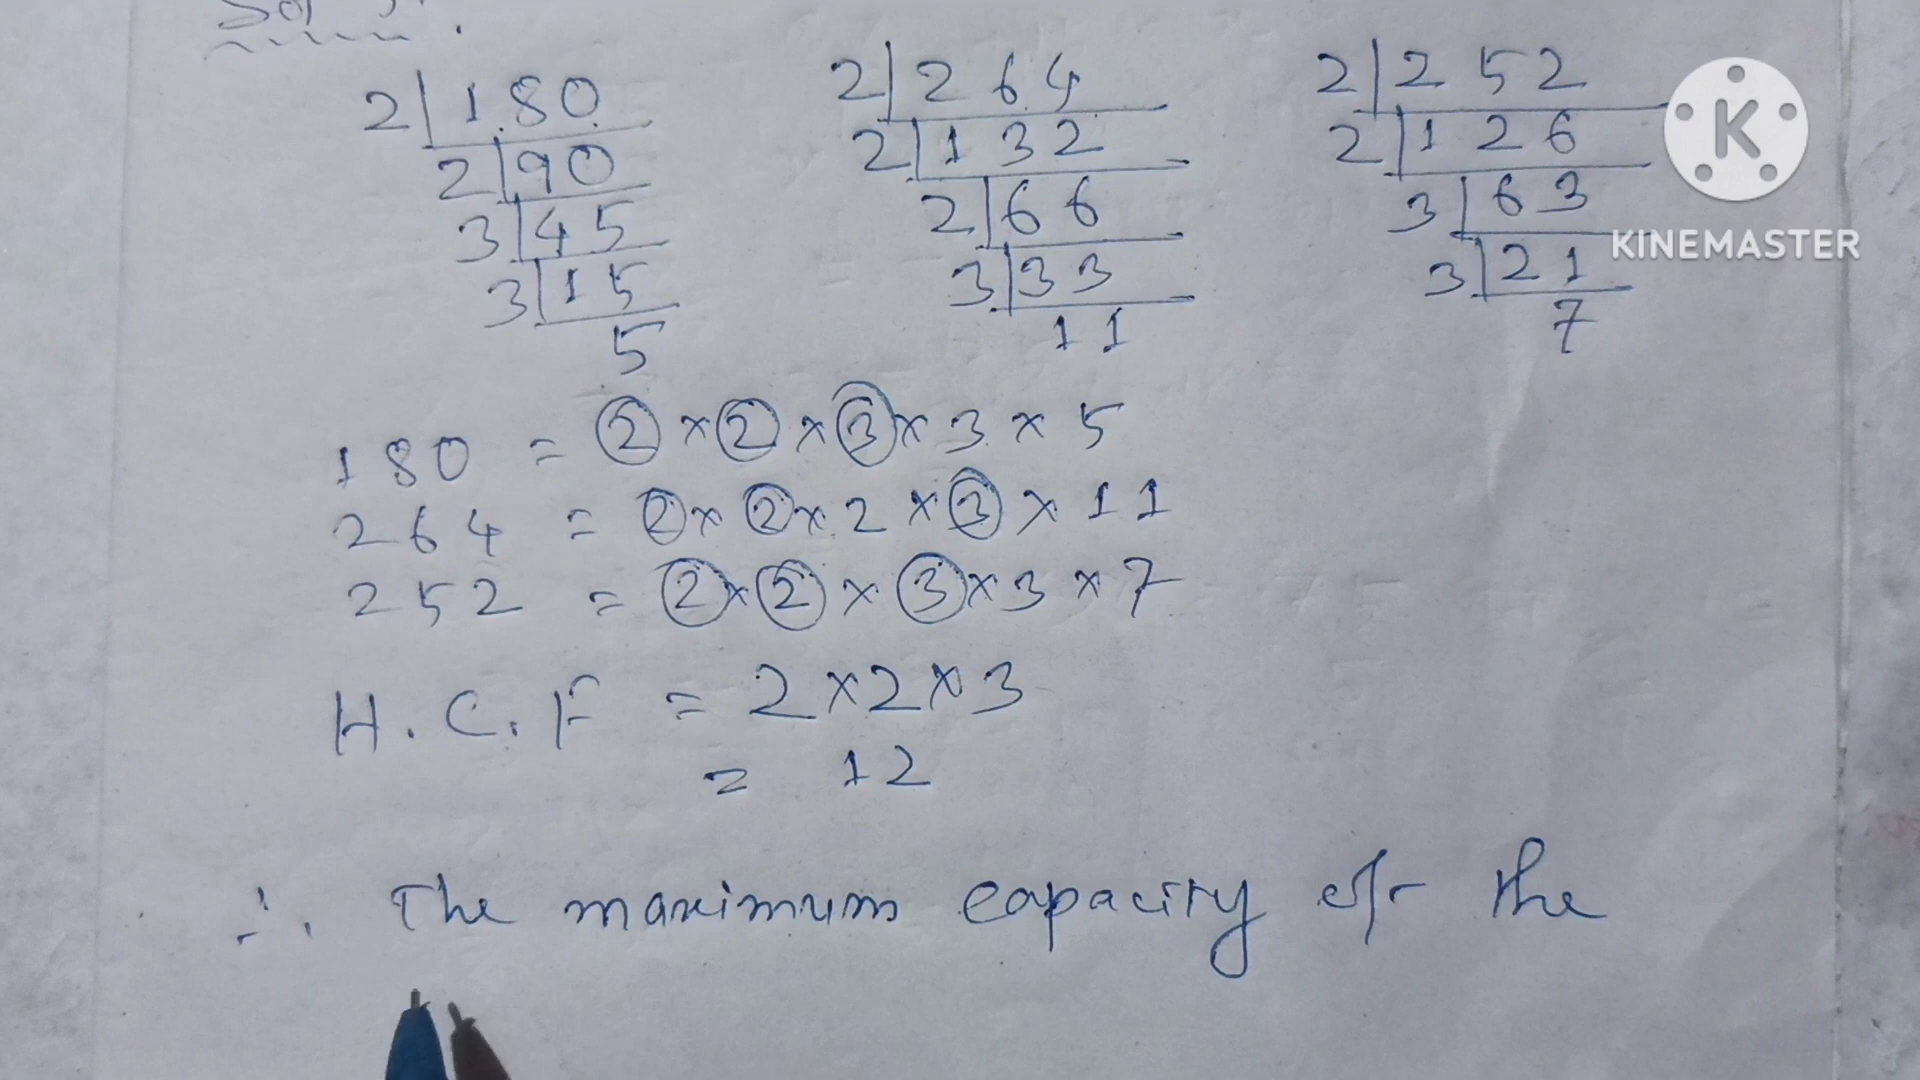 2 | 180
2 | 90
3 | 45
3 | 15
5
2 | 264
2 | 132
2 | 66
3 | 33
11
2 | 252
2 | 126
3 | 63
3 | 21
7
180 = 2 × 2 × 3 × 3 × 5
264 = 2 × 2 × 2 × 3 × 11
252 = 2 × 2 × 3 × 3 × 7
H.C.F = 2 × 2 × 3
= 12
∴ The maximum capacity of the
K
KINEMASTER